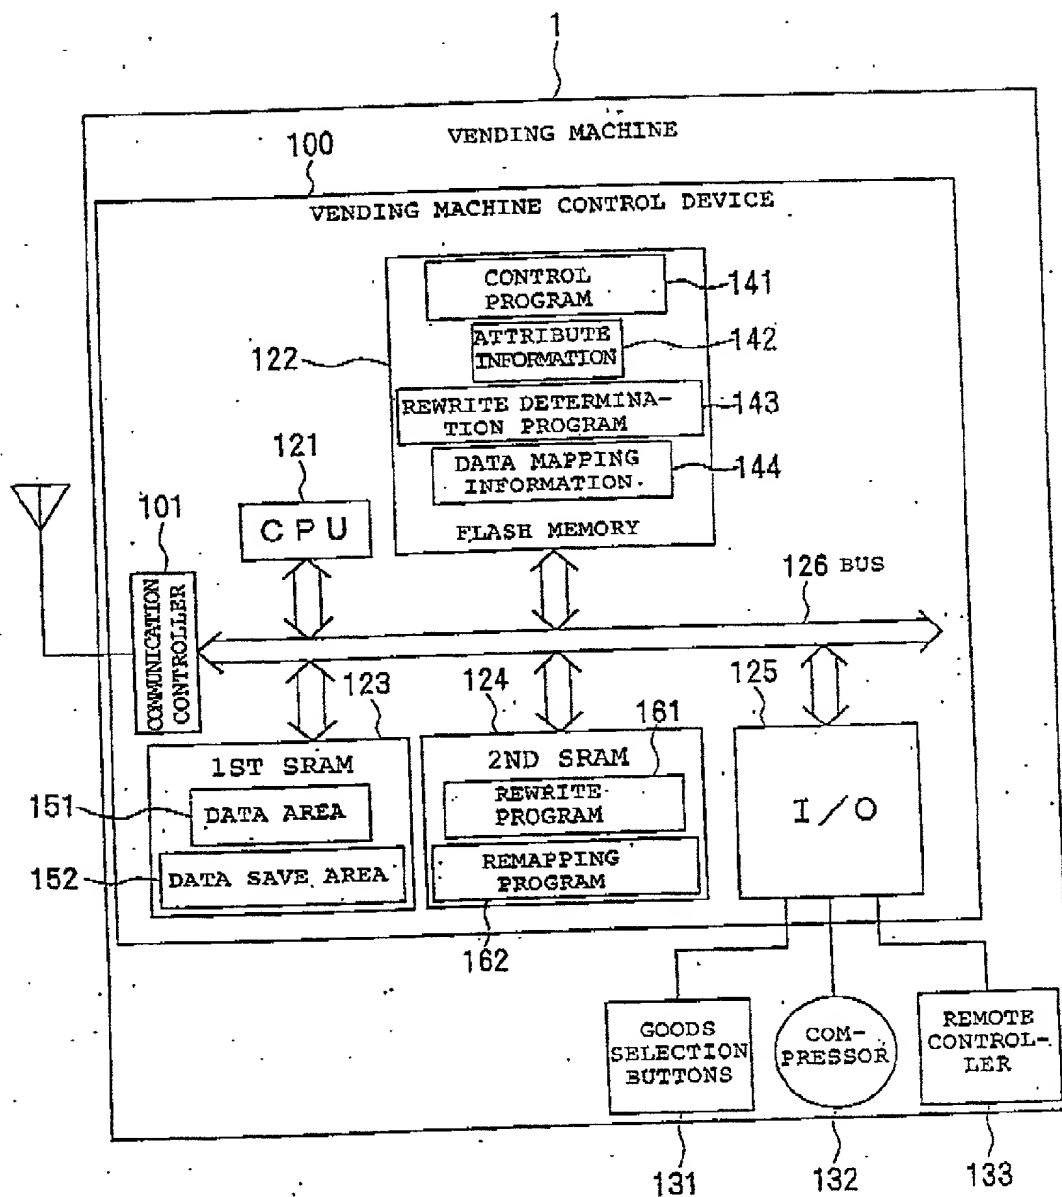 1
VENDING MACHINE
100
VENDING MACHINE CONTROL DEVICE
CONTROL
PROGRAM
141
ATTRIBUTE
INFORMATION
142
122
REWRITE DETERMINA-
TION PROGRAM
143
DATA MAPPING
INFORMATION
144
FLASH MEMORY
121
CPU
101
COMMUNICATION
CONTROLLER
126 BUS
123
1ST SRAM
151
DATA AREA
152
DATA SAVE AREA
124
2ND SRAM
161
REWRITE
PROGRAM
REMAPPING
PROGRAM
162
125
I/O
GOODS
SELECTION
BUTTONS
COM-
PRESSOR
REMOTE
CONTROL-
LER
131
132
133